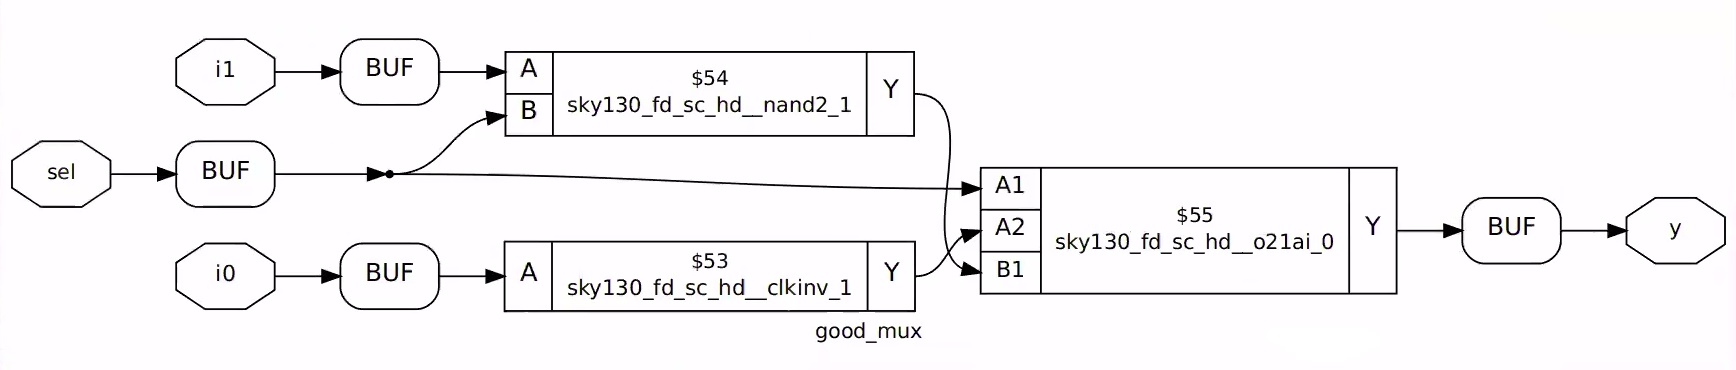 i1
BUF
A
B
$54
sky130_fd_sc_hd__nand2_1
Y
sel
BUF
i0
BUF
A
$53
sky130_fd_sc_hd__clkinv_1
Y
A1
A2
B1
$55
sky130_fd_sc_hd__o21ai_0
Y
BUF
y
good_mux